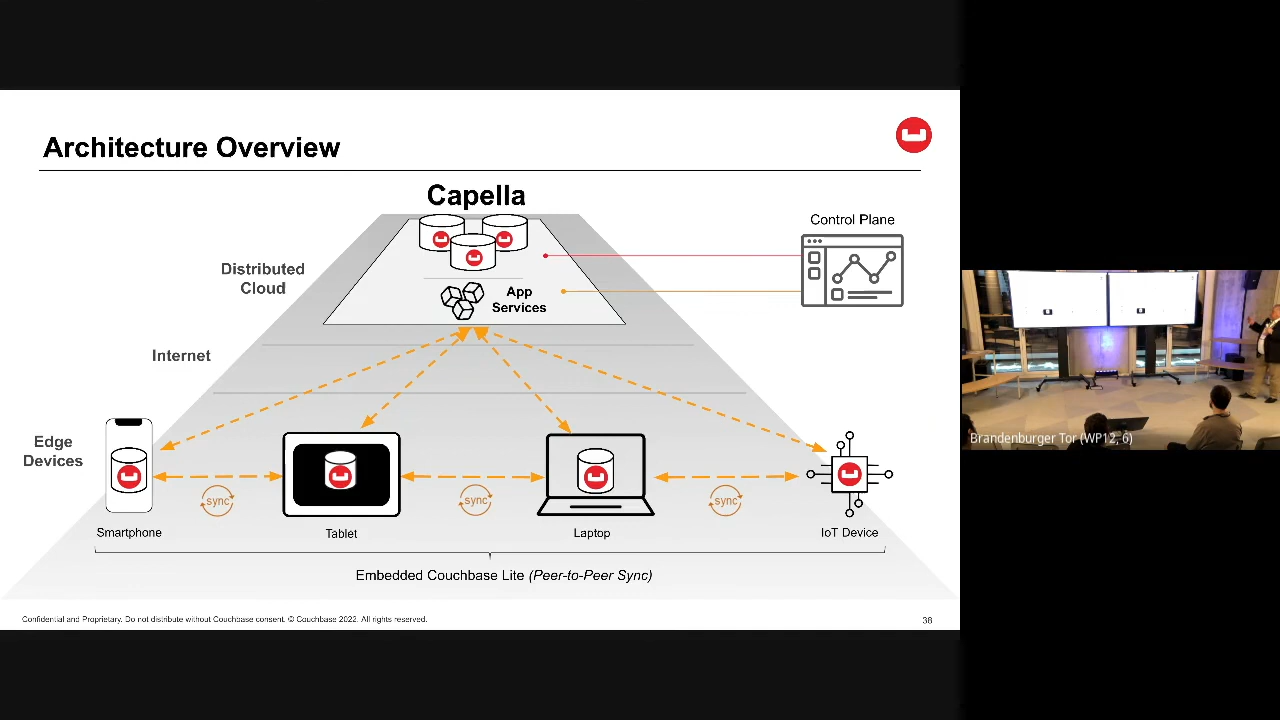 Architecture Overview
Capella
Control Plane
Distributed
Cloud
App
Services
Internet
Edge
Devices
sync
sync
sync
Smartphone
Tablet
Laptop
IoT Device
Embedded Couchbase Lite (Peer-to-Peer Sync)
Confidential and Proprietary. Do not distribute without Couchbase consent. © Couchbase 2022. All rights reserved.
38
Brandenburger Tor (WP12, 6)